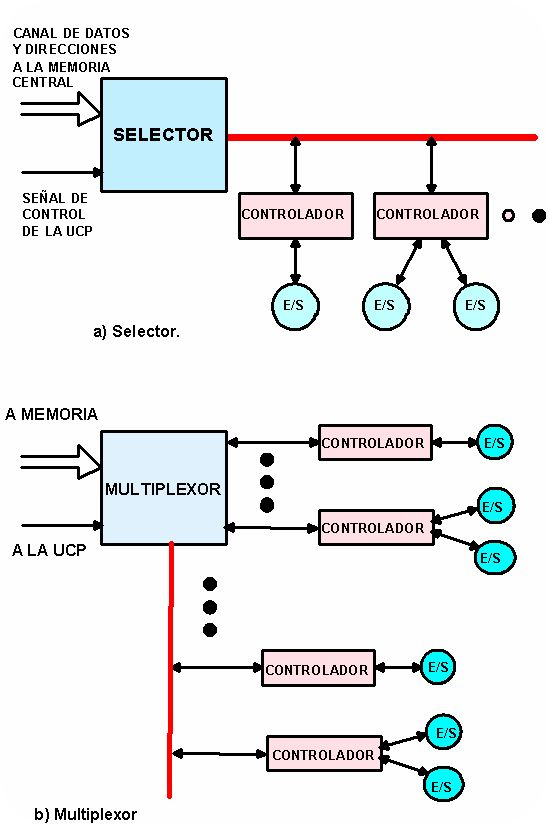 CANAL DE DATOS
Y DIRECCIONES
A LA MEMORIA
CENTRAL
SELECTOR
SEÑAL DE
CONTROL
DE LA UCP
CONTROLADOR
CONTROLADOR
E/S
E/S
E/S
a) Selector.
A MEMORIA
MULTIPLEXOR
A LA UCP
CONTROLADOR
E/S
CONTROLADOR
E/S
E/S
CONTROLADOR
E/S
CONTROLADOR
E/S
E/S
b) Multiplexor